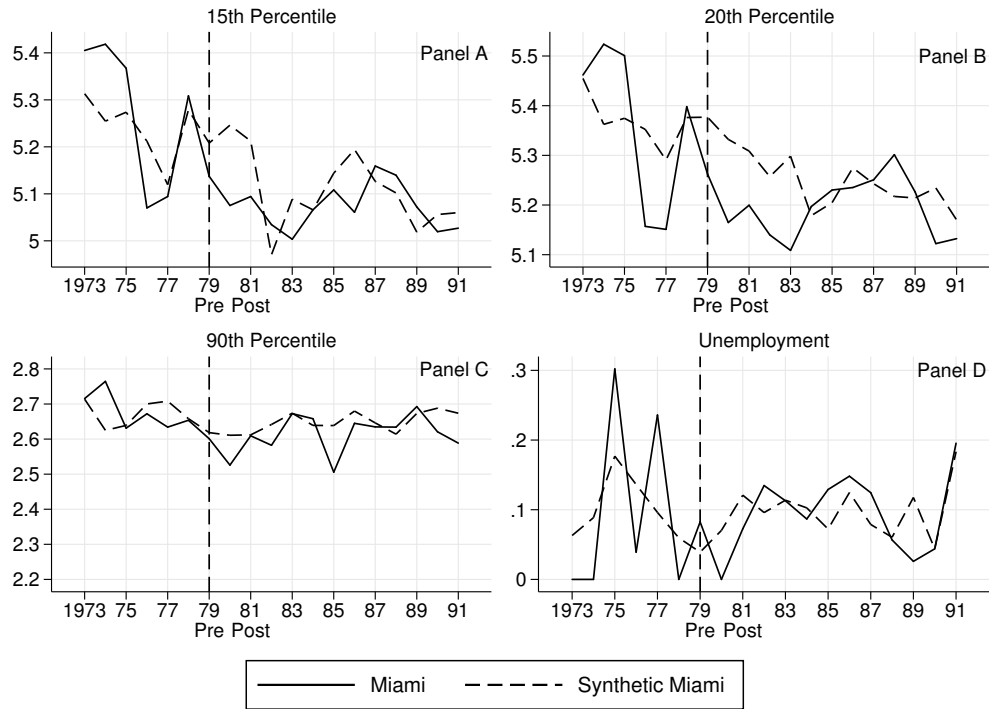 15th Percentile
Panel A
5.4
5.3
5.2
5.1
5
1973 75 77 79 81 83 85 87 89 91
Pre Post
20th Percentile
Panel B
5.5
5.4
5.3
5.2
5.1
1973 75 77 79 81 83 85 87 89 91
Pre Post
90th Percentile
Panel C
2.8
2.7
2.6
2.5
2.4
2.3
2.2
1973 75 77 79 81 83 85 87 89 91
Pre Post
Unemployment
Panel D
.3
.2
.1
0
1973 75 77 79 81 83 85 87 89 91
Pre Post
Miami Synthetic Miami